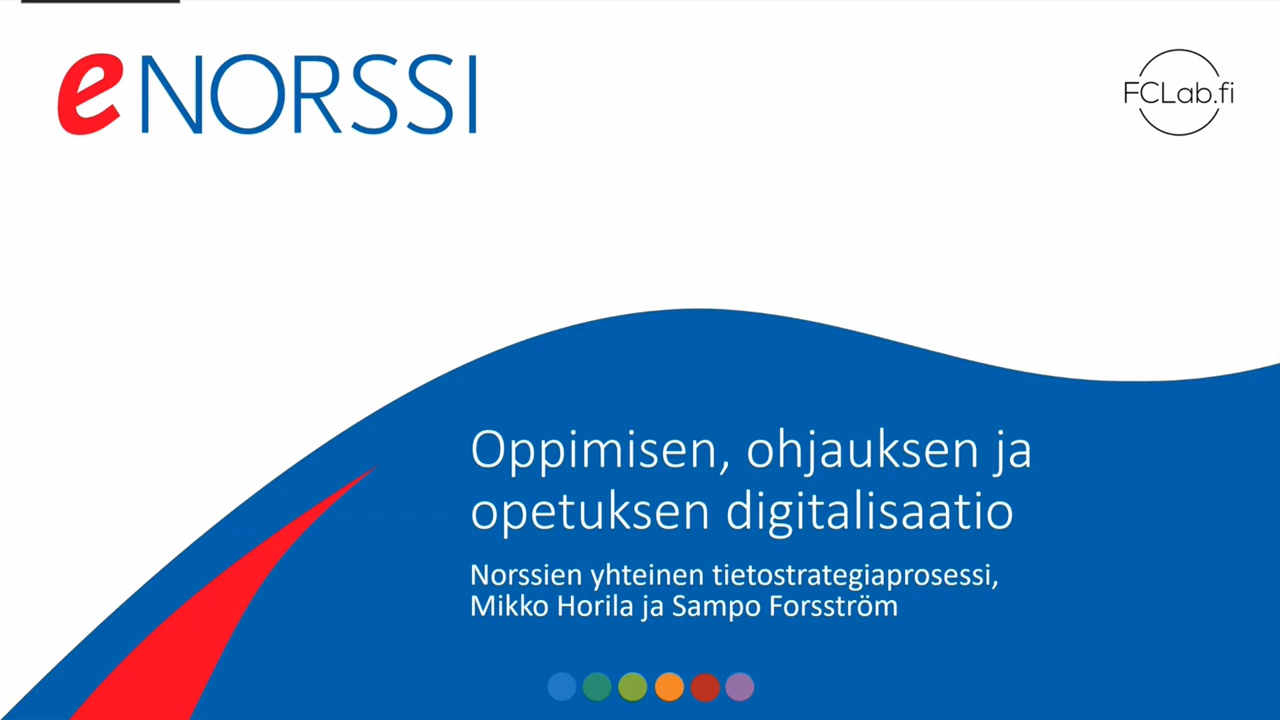 eNORSSI
FCLab.fi
Oppimisen, ohjauksen ja
opetuksen digitalisaatio
Norssien yhteinen tietostrategiaprosessi,
Mikko Horila ja Sampo Forsström